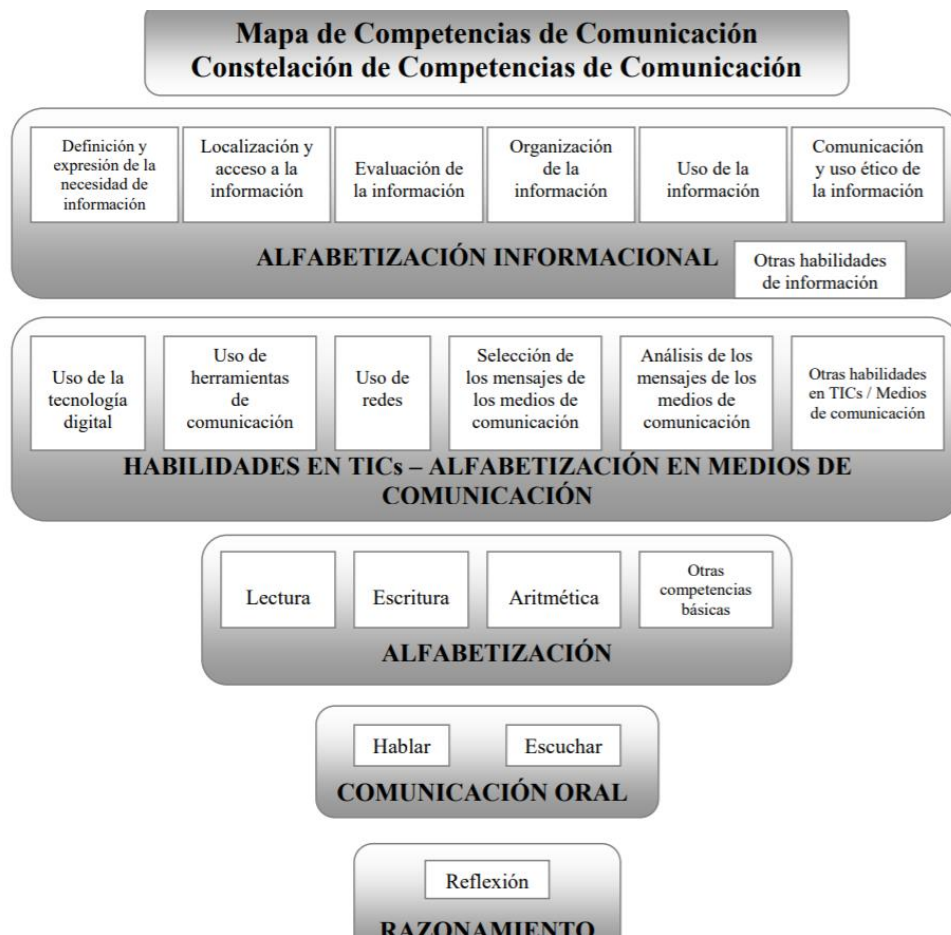 Mapa de Competencias de Comunicación
Constelación de Competencias de Comunicación
Definición y
expresión de la
necesidad de
información
Localización y
acceso a la
información
Evaluación de
la información
Organización
de la
información
Uso de la
información
Comunicación
y uso ético de
la información
ALFABETIZACIÓN INFORMACIONAL
Otras habilidades
de información
Uso de la
tecnología
digital
Uso de
herramientas
de
comunicación
Uso de
redes
Selección de
los mensajes de
los medios de
comunicación
Análisis de los
mensajes de los
medios de
comunicación
Otras habilidades
en TICs / Medios
de comunicación
HABILIDADES EN TICs – ALFABETIZACIÓN EN MEDIOS DE
COMUNICACIÓN
Lectura
Escritura
Aritmética
Otras
competencias
básicas
ALFABETIZACIÓN
Hablar
Escuchar
COMUNICACIÓN ORAL
Reflexión
RAZONAMIENTO